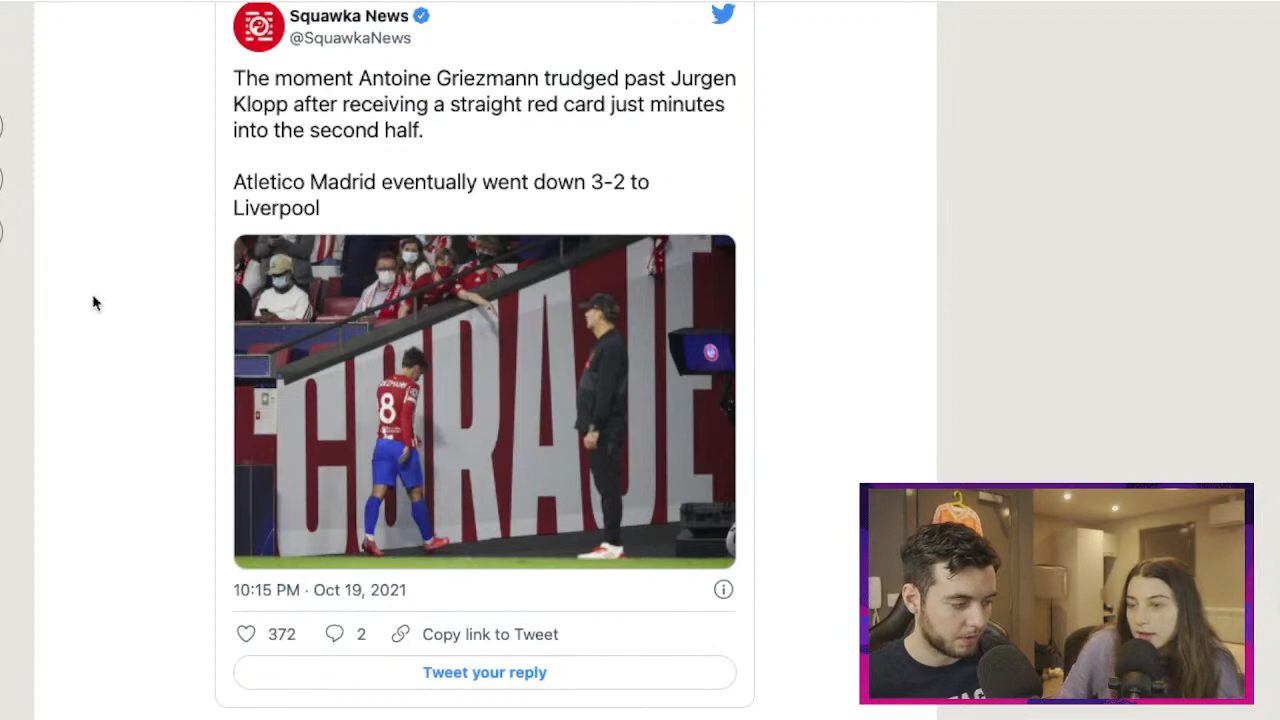 Squawka News
@SquawkaNews
The moment Antoine Griezmann trudged past Jurgen
Klopp after receiving a straight red card just minutes
into the second half.
Atletico Madrid eventually went down 3-2 to
Liverpool
CORAJE
8
10:15 PM · Oct 19, 2021
372
2
Copy link to Tweet
Tweet your reply